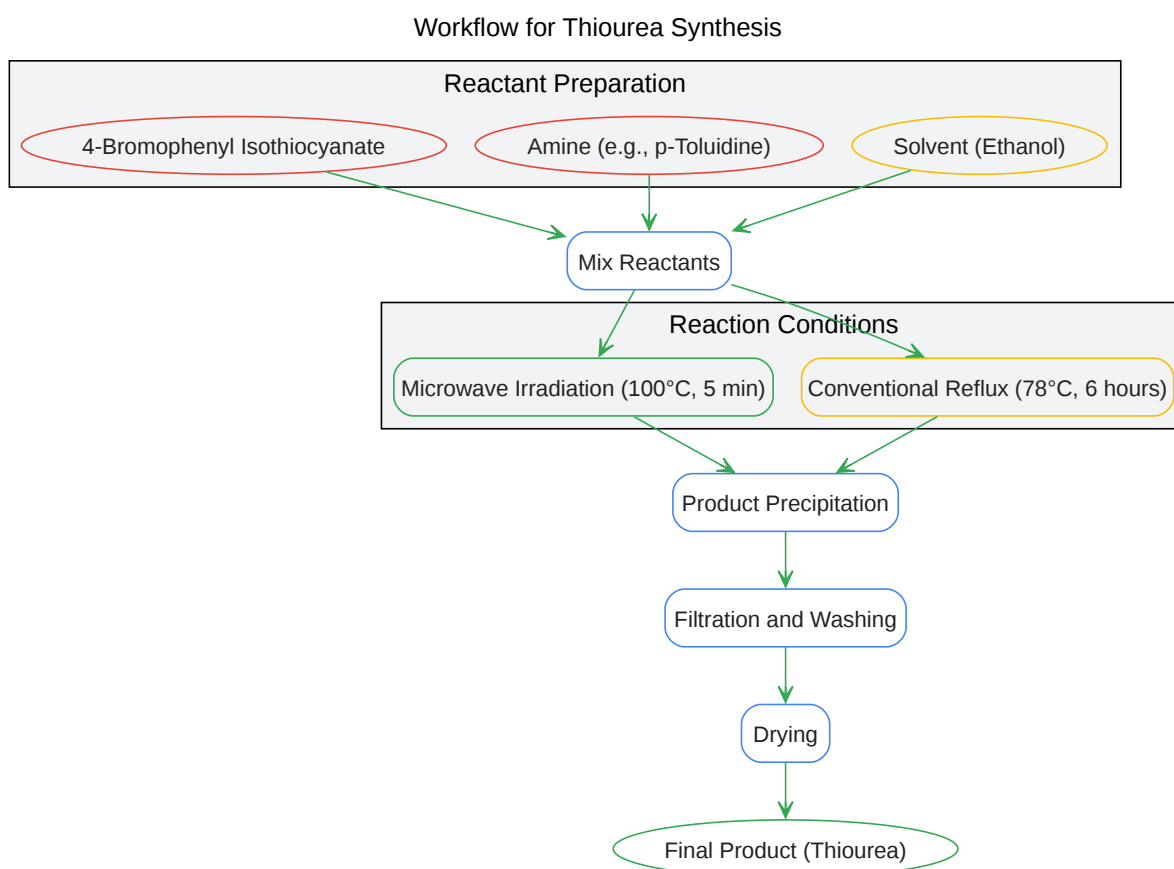 Workflow for Thiourea Synthesis
Reactant Preparation
4-Bromophenyl Isothiocyanate
Amine (e.g., p-Toluidine)
Solvent (Ethanol)
Mix Reactants
Reaction Conditions
Microwave Irradiation (100°C, 5 min)
Conventional Reflux (78°C, 6 hours)
Product Precipitation
Filtration and Washing
Drying
Final Product (Thiourea)